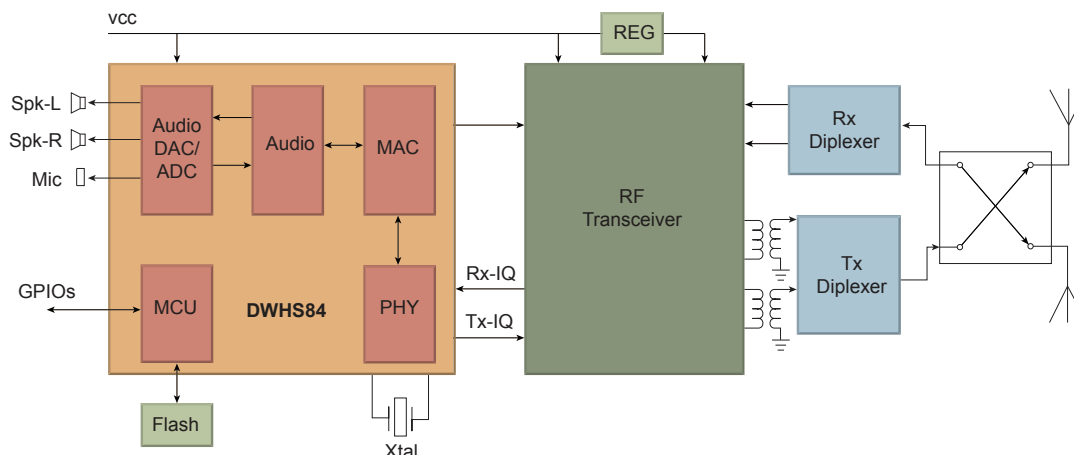 vcc
REG
Spk-L
Spk-R
Mic
Audio
DAC/
ADC
Audio
MAC
RF
Transceiver
Rx
Diplexer
Tx
Diplexer
GPIOs
MCU
DWHS84
PHY
Rx-IQ
Tx-IQ
Flash
Xtal